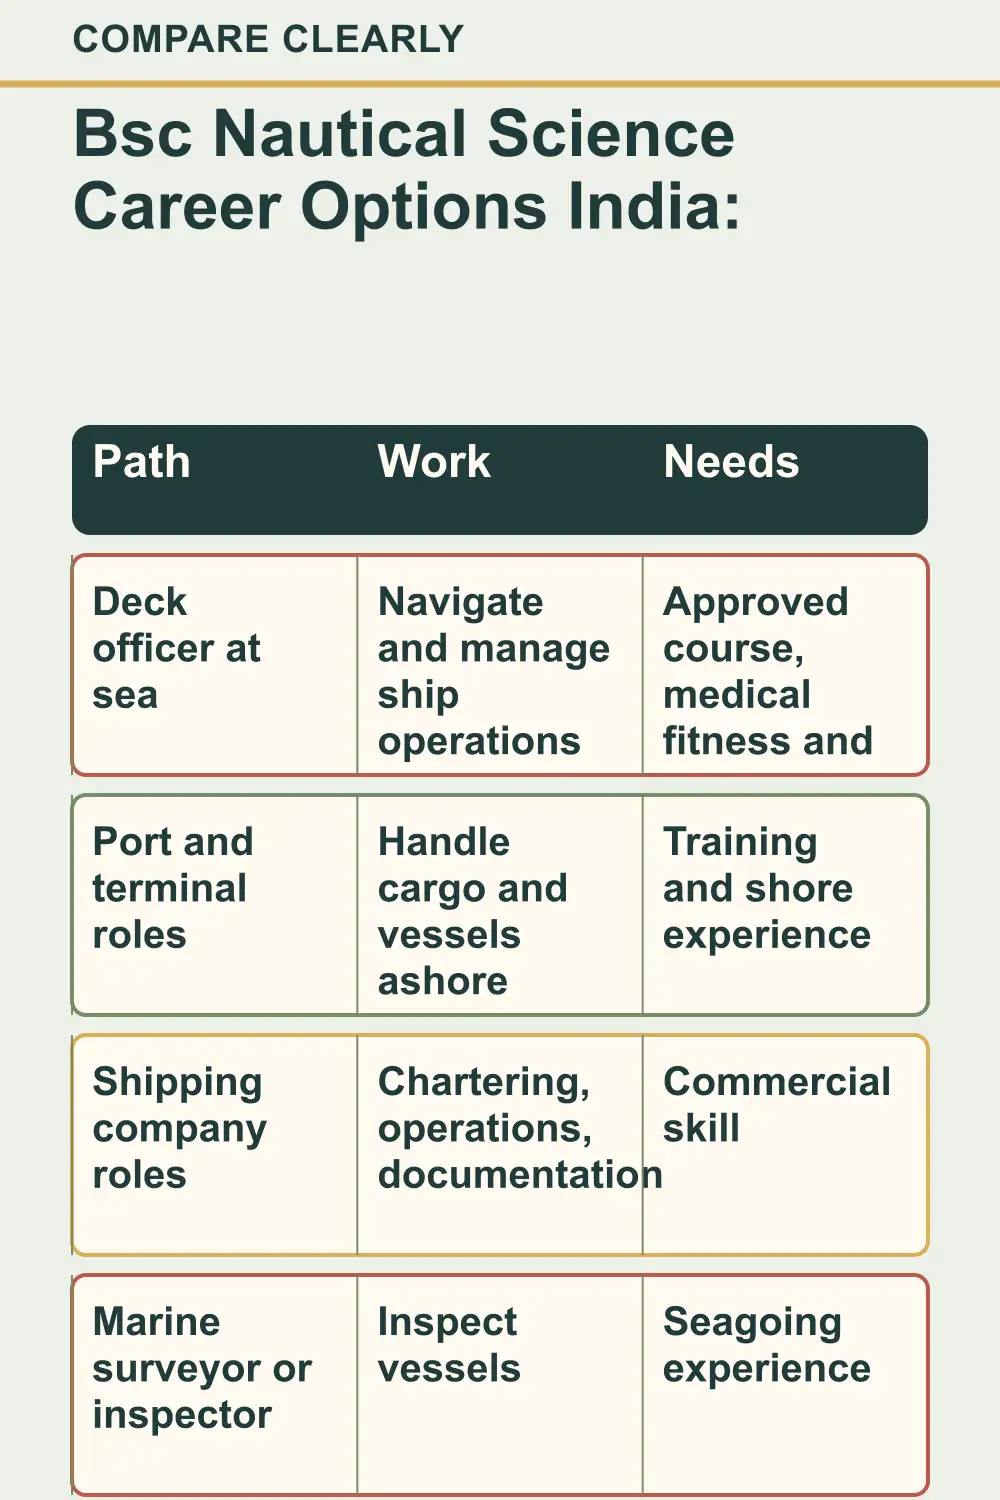 COMPARE CLEARLY
Bsc Nautical Science
Career Options India:
Path
Work
Needs
Deck
officer at
sea
Navigate
and manage
ship
operations
Approved
course,
medical
fitness and
Port and
terminal
roles
Handle
cargo and
vessels
ashore
Training
and shore
experience
Shipping
company
roles
Chartering,
operations,
documentation
Commercial
skill
Marine
surveyor or
inspector
Inspect
vessels
Seagoing
experience